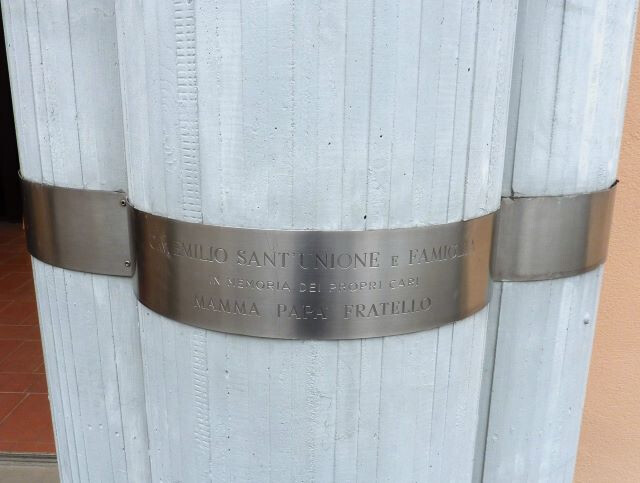 EMILIO SANT'UNIONE E FAMIGLIA
IN MEMORIA DEI PROPRI CARI
MAMMA PAPA' FRATELLO